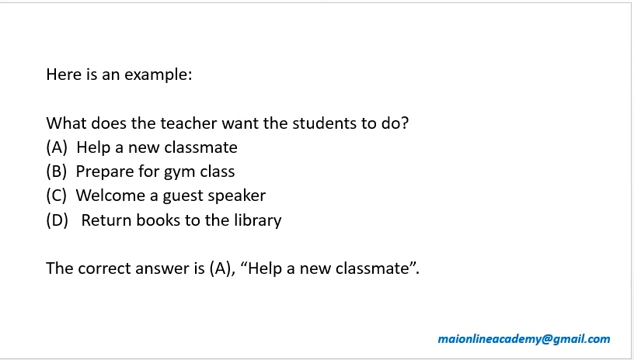 Here is an example:
What does the teacher want the students to do?
(A) Help a new classmate
(B) Prepare for gym class
(C) Welcome a guest speaker
(D) Return books to the library
The correct answer is (A), “Help a new classmate”.
maionlineacademy@gmail.com